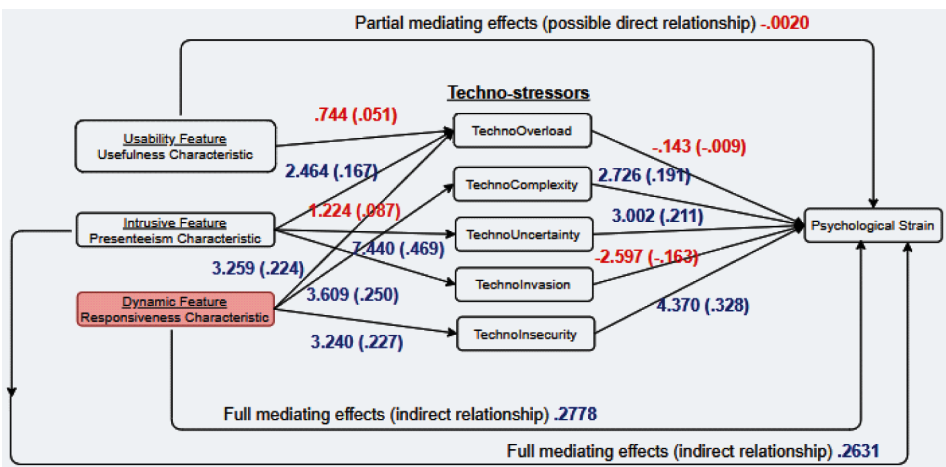 Partial mediating effects (possible direct relationship) -.0020
Techno-stressors
.744 (.051)
TechnoOverload
Usability Feature
Usefulness Characteristic
-.143 (-.009)
2.464 (.167)
2.726 (.191)
TechnoComplexity
1.224 (.087)
3.002 (.211)
Intrusive Feature
Presenteeism Characteristic
TechnoUncertainty
Psychological Strain
7.440 (.469)
-2.597 (-.163)
3.259 (.224)
TechnoInvasion
3.609 (.250)
4.370 (.328)
Dynamic Feature
Responsiveness Characteristic
TechnoInsecurity
3.240 (.227)
Full mediating effects (indirect relationship) .2778
Full mediating effects (indirect relationship) .2631